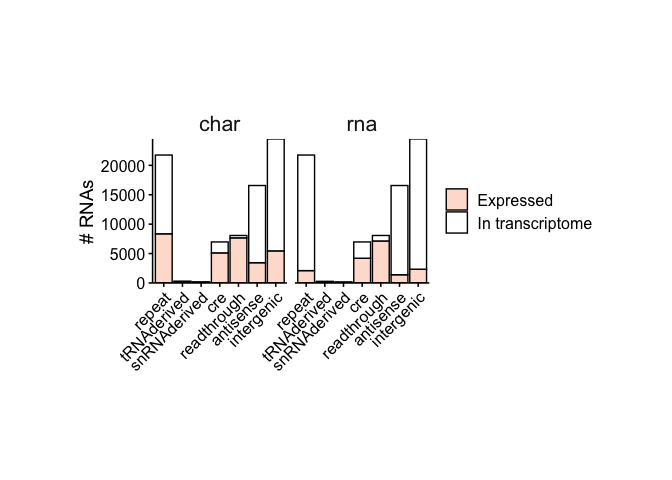 char
rna
# RNAs
20000
15000
10000
5000
0
repeat
tRNAderived
snRNAderived
cre
readthrough
antisense
intergenic
repeat
tRNAderived
snRNAderived
cre
readthrough
antisense
intergenic
Expressed
In transcriptome